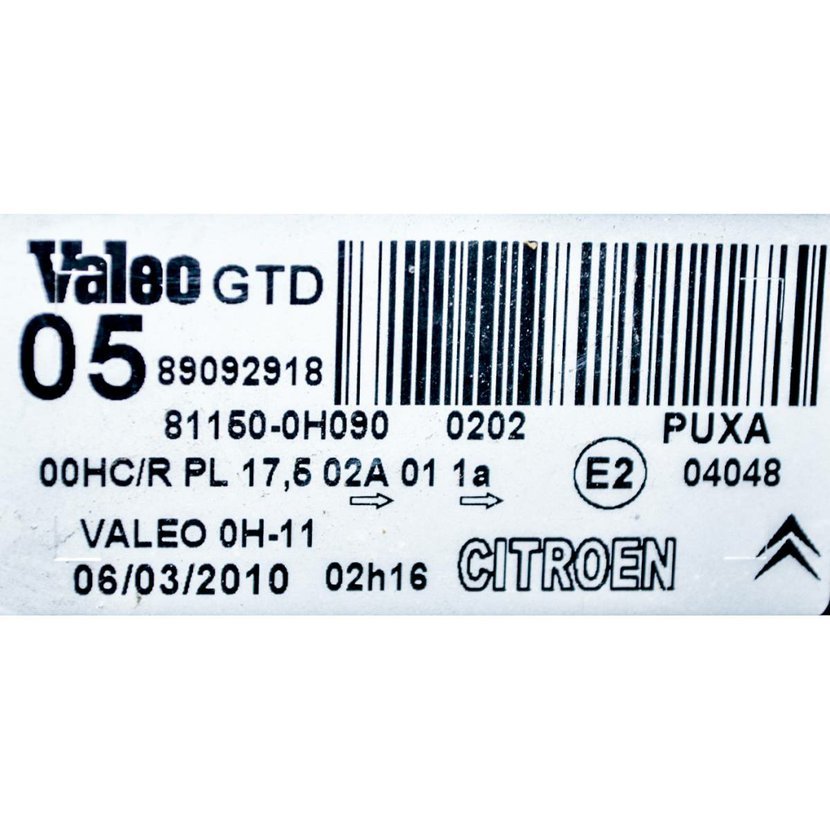 Valeo GTD
05 89092918
81150-0H090 0202 PUXA
00HC/R PL 17,5 02A 01 1a E2 04048
VALEO 0H-11
06/03/2010 02h16 CITROEN